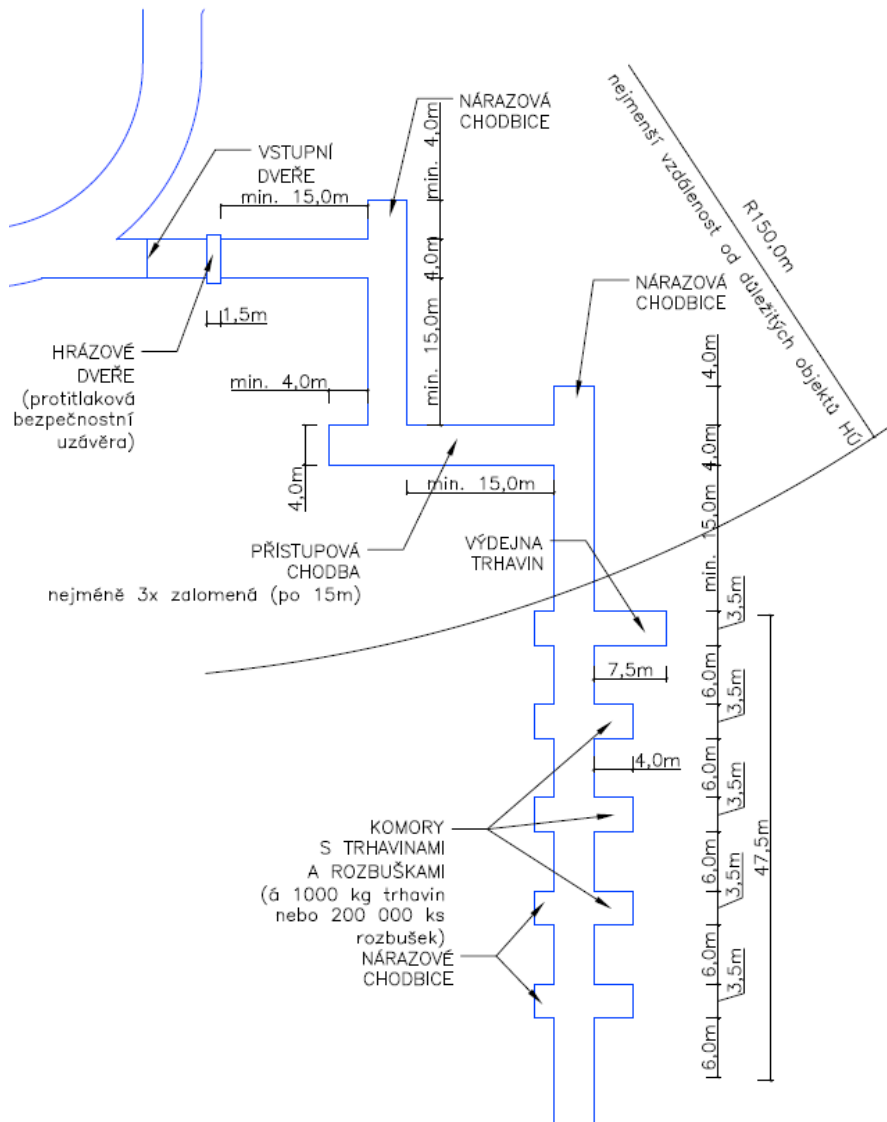 NÁRAZOVÁ
CHODBICE
VSTUPNÍ
DVEŘE
min. 15,0m
min. 4,0m
4,0m
min. 15,0m
1,5m
HRÁZOVÉ
DVEŘE
(protitlaková
bezpečnostní
uzávěra)
min. 4,0m
4,0m
min. 15,0m
PŘÍSTUPOVÁ
CHODBA
nejméně 3x zalomená (po 15m)
R150,0m
nejmenší vzdálenost od důležitých objektů HÚ
NÁRAZOVÁ
CHODBICE
4,0m
4,0m
min. 15,0m
VÝDEJNA
TRHAVIN
7,5m
4,0m
KOMORY
S TRHAVINAMI
A ROZBUŠKAMI
(á 1000 kg trhavin
nebo 200 000 ks
rozbušek)
NÁRAZOVÉ
CHODBICE
3,5m
6,0m
3,5m
6,0m
3,5m
6,0m
3,5m
6,0m
3,5m
6,0m
47,5m